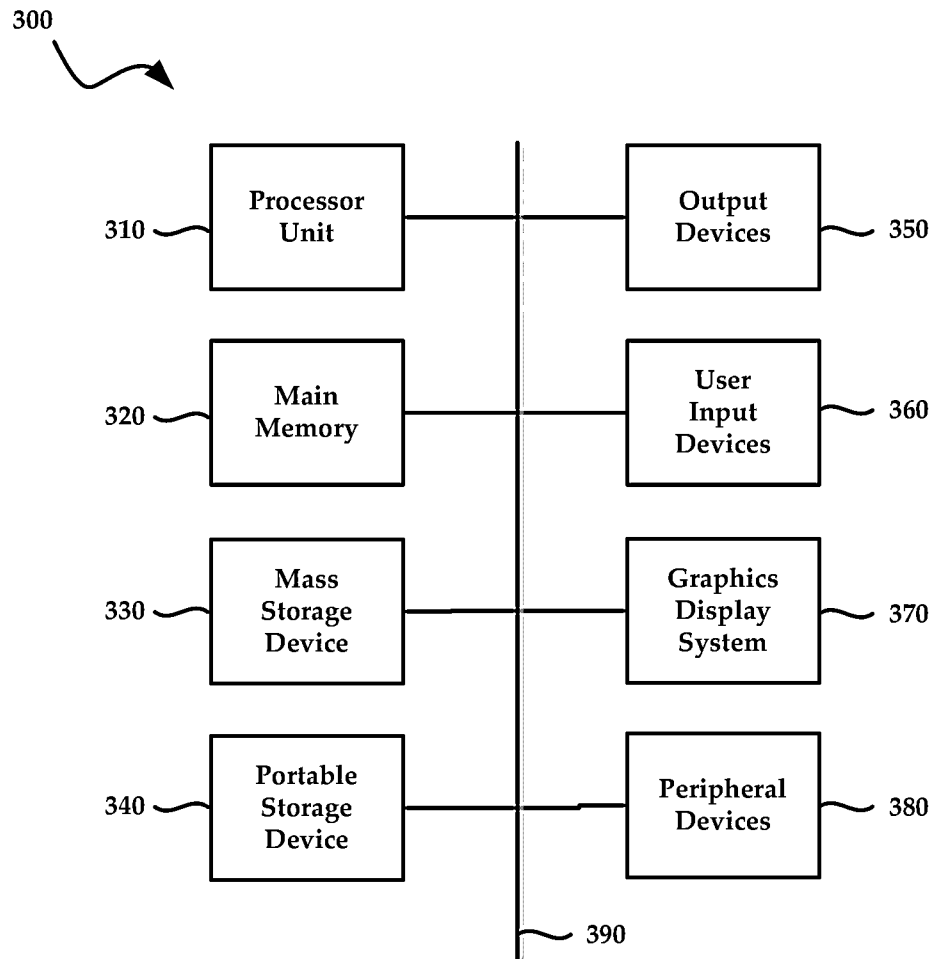 300
Processor
Unit
310
Output
Devices
350
Main
Memory
320
User
Input
Devices
360
Mass
Storage
Device
330
Graphics
Display
System
370
Portable
Storage
Device
340
Peripheral
Devices
380
390